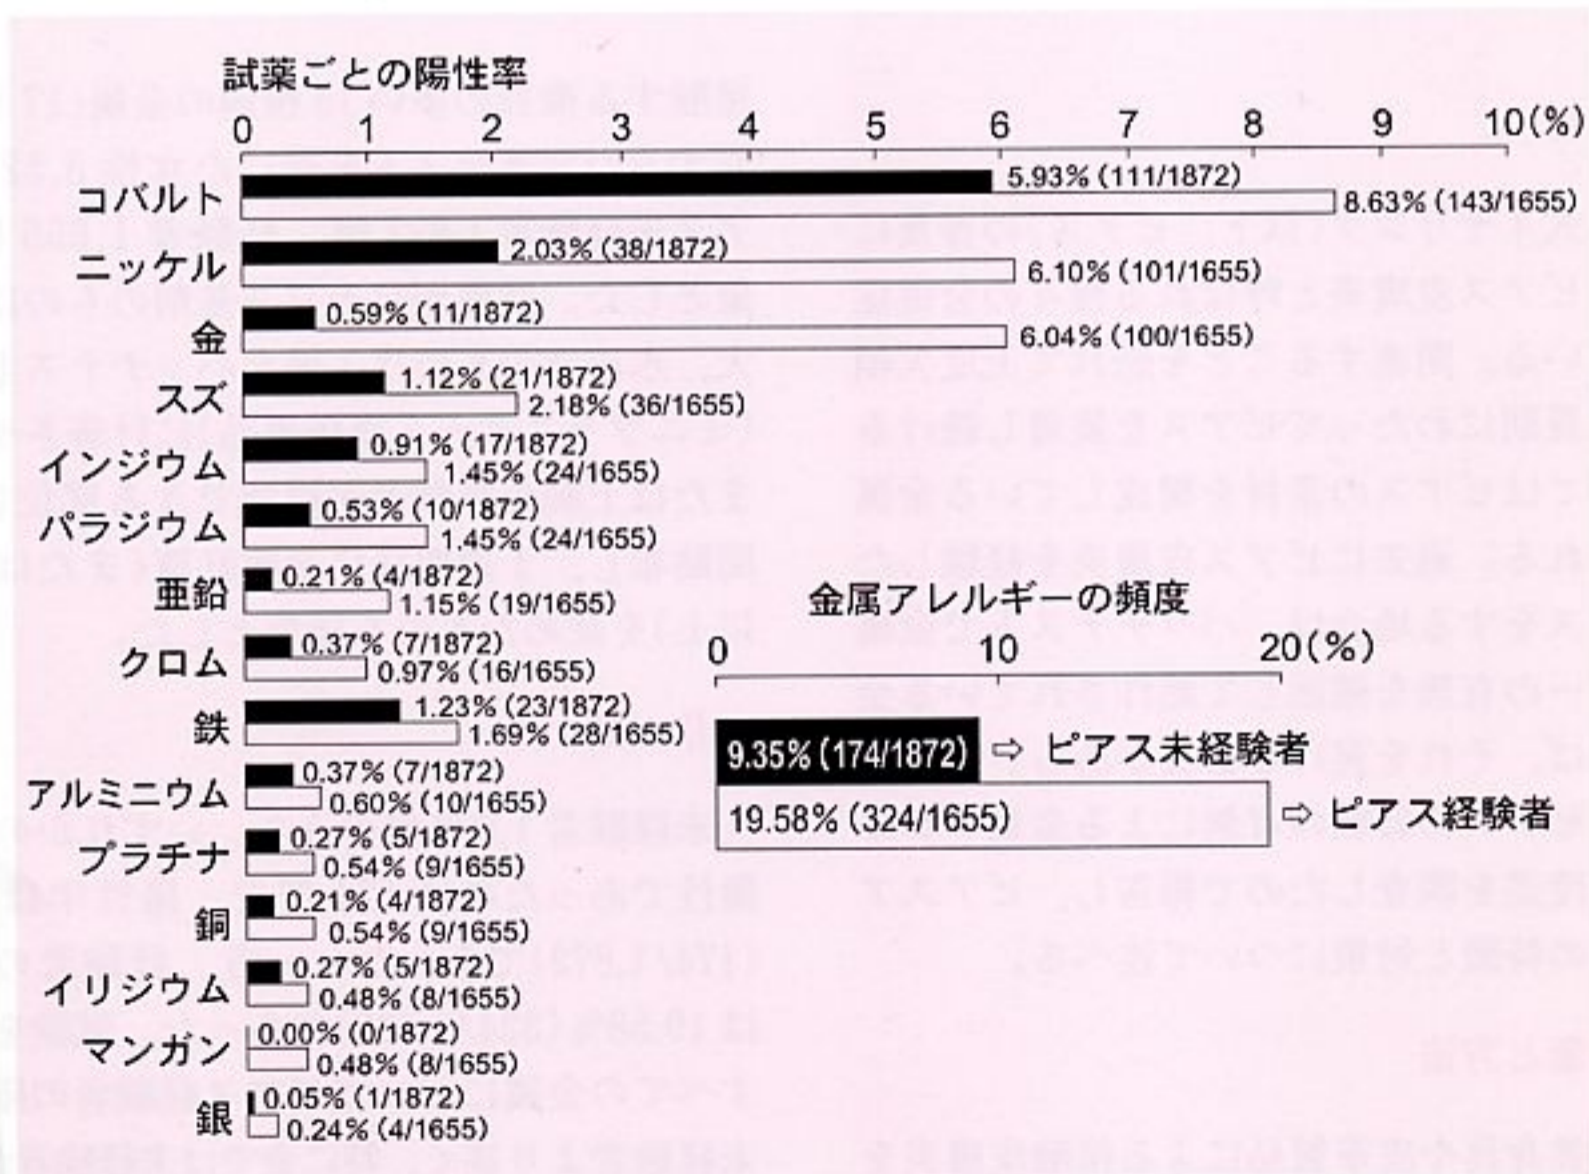 試薬ごとの陽性率
0 1 2 3 4 5 6 7 8 9 10(%)
コバルト 5.93% (111/1872)
8.63% (143/1655)
ニッケル 2.03% (38/1872)
6.10% (101/1655)
金 0.59% (11/1872)
6.04% (100/1655)
スズ 1.12% (21/1872)
2.18% (36/1655)
インジウム 0.91% (17/1872)
1.45% (24/1655)
パラジウム 0.53% (10/1872)
1.45% (24/1655)
亜鉛 0.21% (4/1872)
1.15% (19/1655)
クロム 0.37% (7/1872)
0.97% (16/1655)
鉄 1.23% (23/1872)
1.69% (28/1655)
アルミニウム 0.37% (7/1872)
0.60% (10/1655)
プラチナ 0.27% (5/1872)
0.54% (9/1655)
銅 0.21% (4/1872)
0.54% (9/1655)
イリジウム 0.27% (5/1872)
0.48% (8/1655)
マンガン 0.00% (0/1872)
0.48% (8/1655)
銀 0.05% (1/1872)
0.24% (4/1655)
金属アレルギーの頻度
0 10 20(%)
9.35% (174/1872) ⇨ ピアス未経験者
19.58% (324/1655) ⇨ ピアス経験者